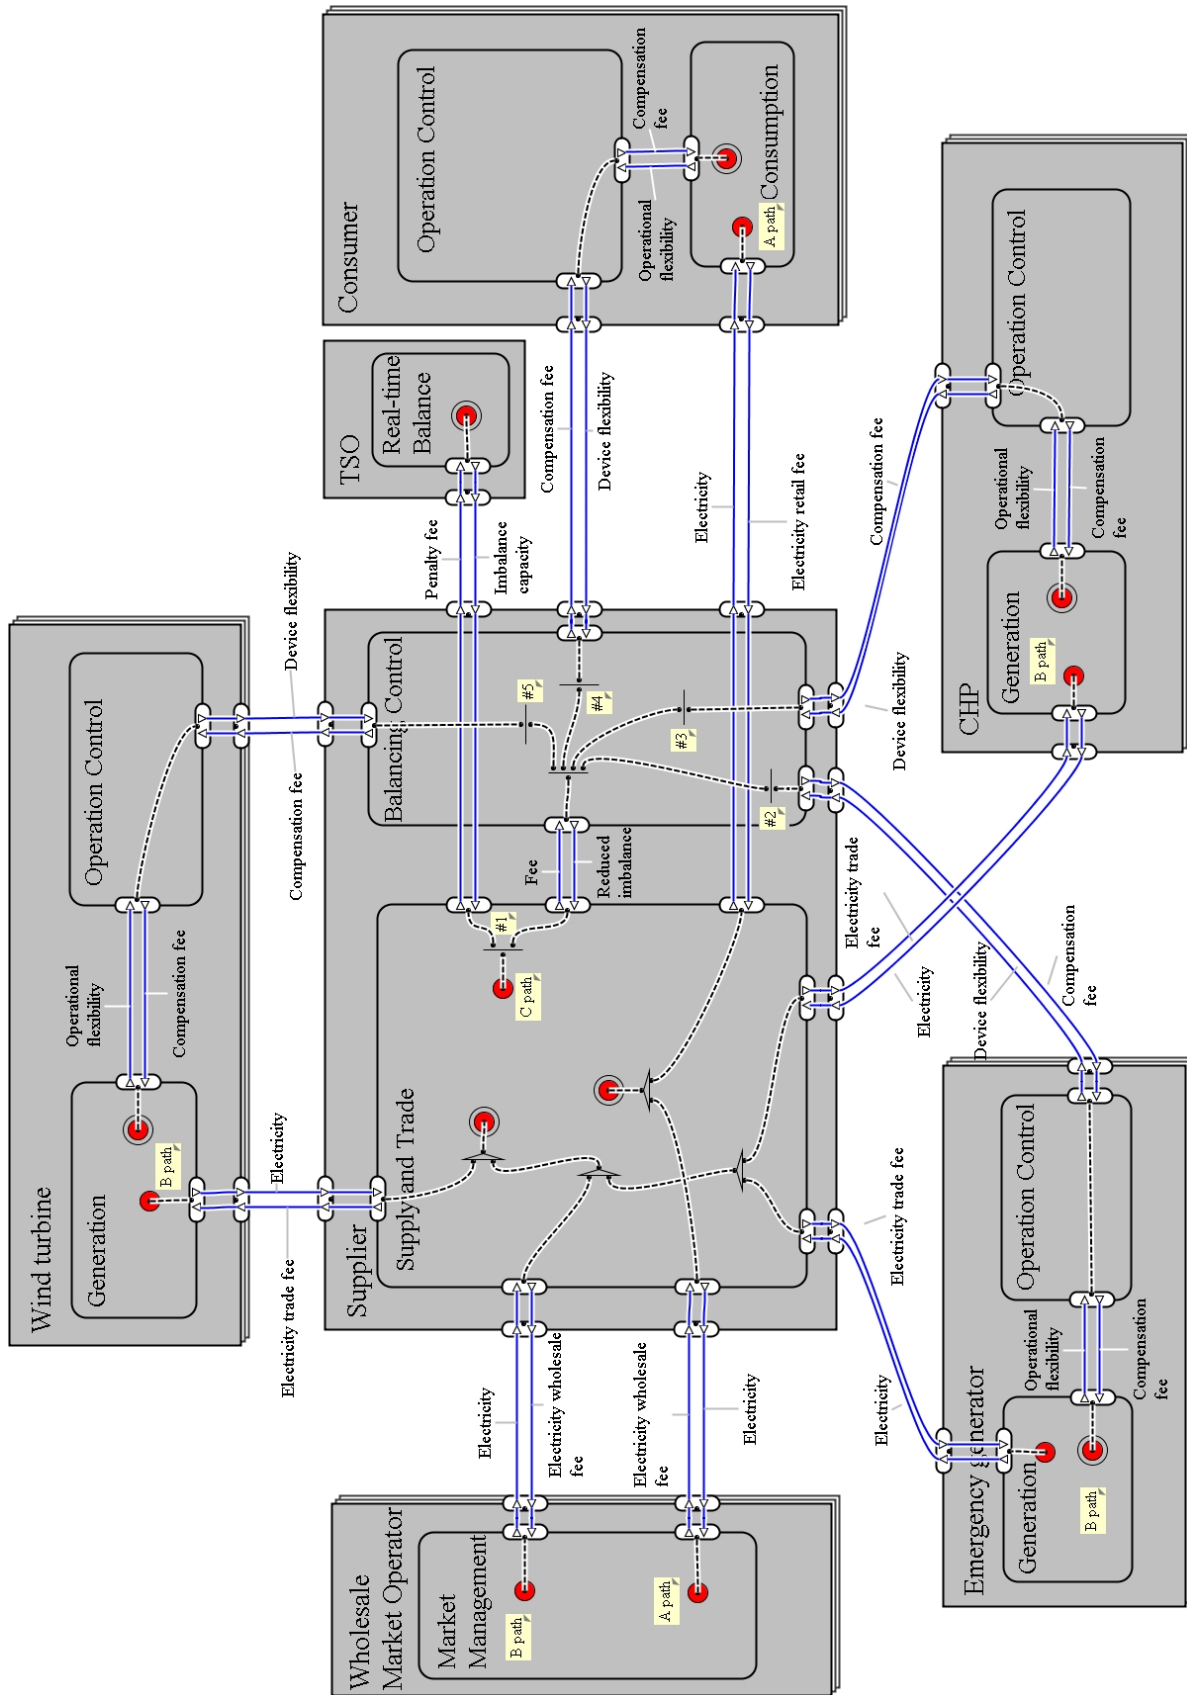 Wind turbine
Generation
B path
Operational
flexibility
Compensation fee
Operation Control
Electricity
Electricity trade fee
Device flexibility
Compensation fee
Wholesale
Market Operator
Market
Management
B path
A path
Electricity
Electricity wholesale
fee
Electricity wholesale
fee
Electricity
Supplier
Supply and Trade
C path
#1
Fee
Reduced
imbalance
Balancing Control
#5
#4
#3
#2
Penalty fee
Imbalance
capacity
TSO
Real-time
Balance
Compensation fee
Device flexibility
Electricity
Electricity retail fee
Consumer
Operation Control
Operational
flexibility
Compensation
fee
Consumption
A path
Electricity trade fee
Electricity
Electricity trade
fee
Electricity
Device flexibility
Compensation
fee
Device flexibility
Compensation fee
Emergency generator
Generation
B path
Operational
flexibility
Compensation
fee
Operation Control
CHP
Generation
B path
Operational
flexibility
Compensation
fee
Operation Control